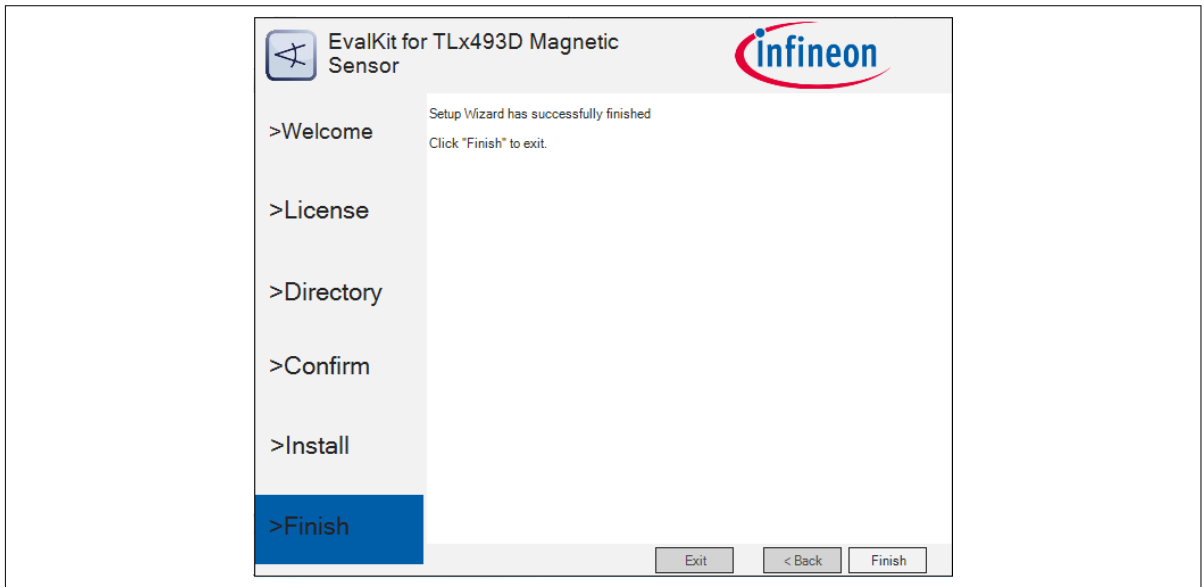 EvalKit for TLx493D Magnetic
Sensor
infineon
>Welcome
>License
>Directory
>Confirm
>Install
>Finish
Setup Wizard has successfully finished
Click "Finish" to exit.
Exit
< Back
Finish